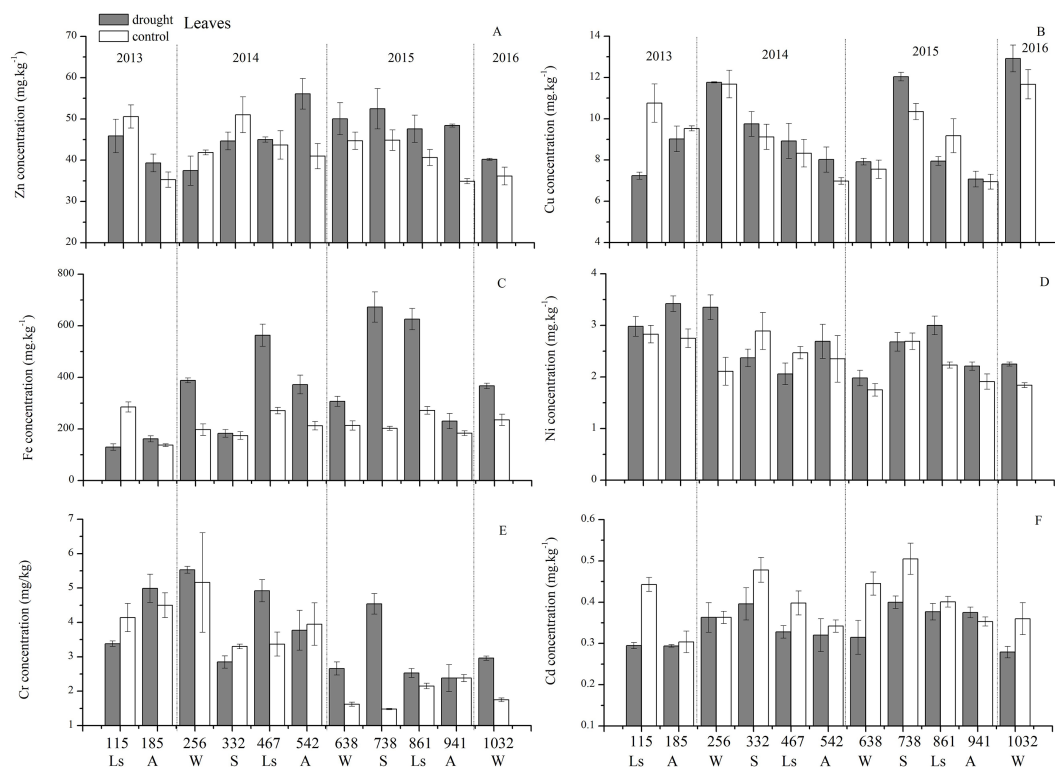 drought
control
Leaves
A
2013
2014
2015
2016
Zn concentration (mg.kg⁻¹)
70
60
50
40
30
20
B
2013
2014
2015
2016
Cu concentration (mg.kg⁻¹)
14
12
10
8
6
4
C
Fe concentration (mg.kg⁻¹)
800
600
400
200
0
D
Ni concentration (mg.kg⁻¹)
4
3
2
1
0
E
Cr concentration (mg/kg)
7
6
5
4
3
2
1
115 185 256 332 467 542 638 738 861 941 1032
Ls A W S Ls A W S Ls A W
F
Cd concentration (mg.kg⁻¹)
0.6
0.5
0.4
0.3
0.2
0.1
115 185 256 332 467 542 638 738 861 941 1032
Ls A W S Ls A W S Ls A W